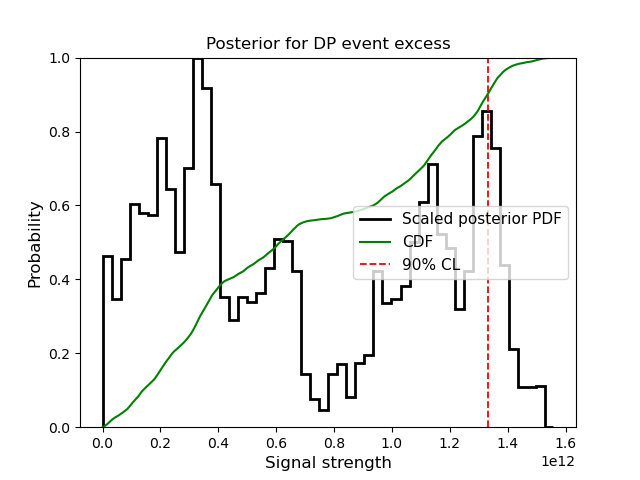 Posterior for DP event excess
1.0
0.8
0.6
0.4
0.2
0.0
Probability
Scaled posterior PDF
CDF
90% CL
0.0 0.2 0.4 0.6 0.8 1.0 1.2 1.4 1.6
1e12
Signal strength